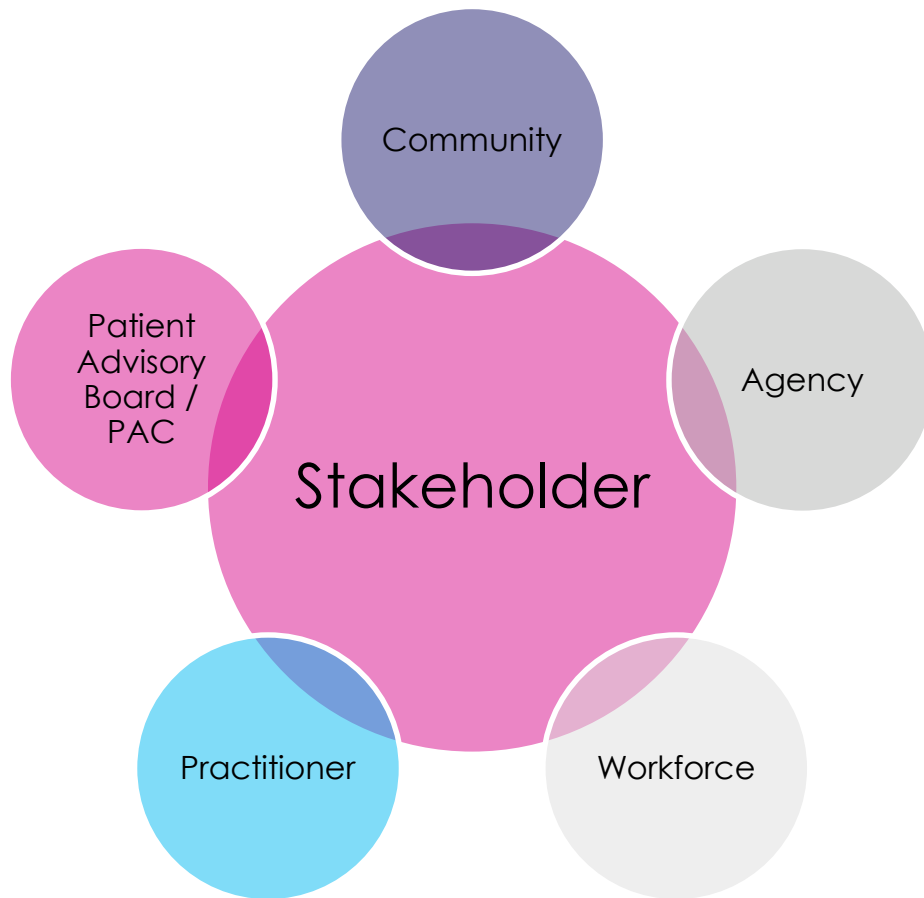 Community
Patient
Advisory
Board /
PAC
Agency
Stakeholder
Practitioner
Workforce